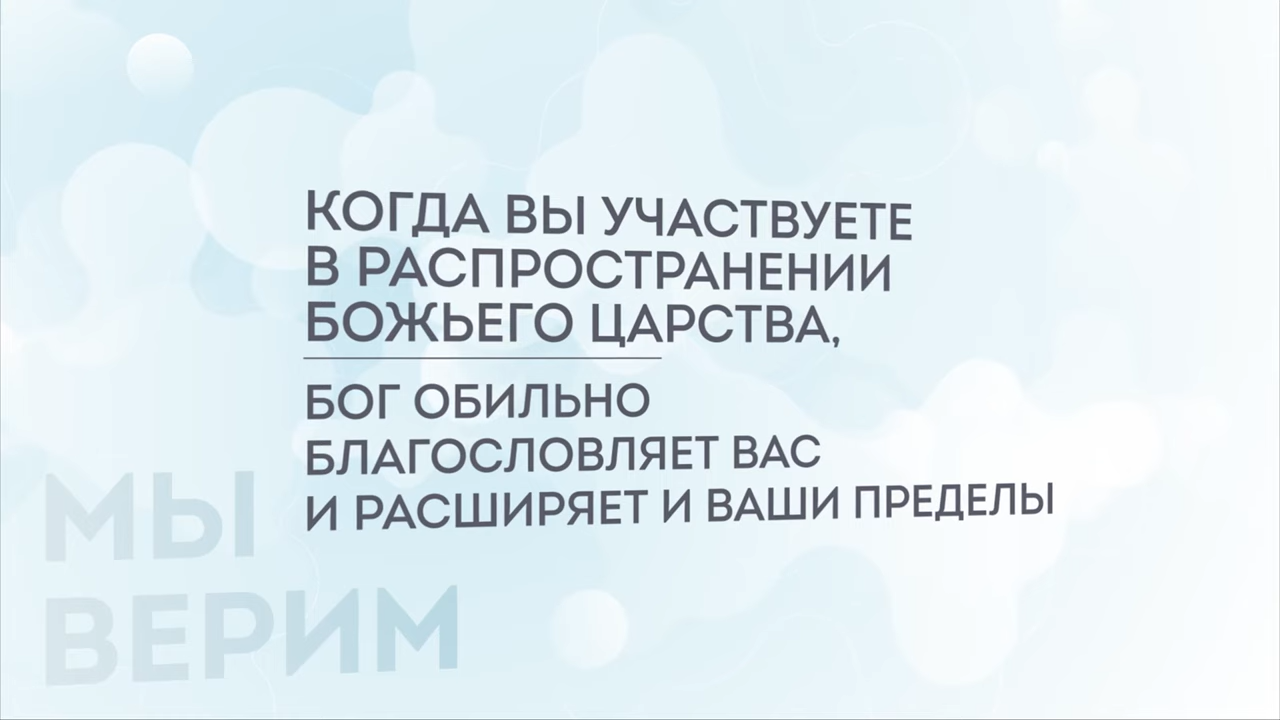 КОГДА ВЫ УЧАСТВУЕТЕ
В РАСПРОСТРАНЕНИИ
БОЖЬЕГО ЦАРСТВА,
БОГ ОБИЛЬНО
БЛАГОСЛОВЛЯЕТ ВАС
И РАСШИРЯЕТ И ВАШИ ПРЕДЕЛЫ
МЫ
ВЕРИМ